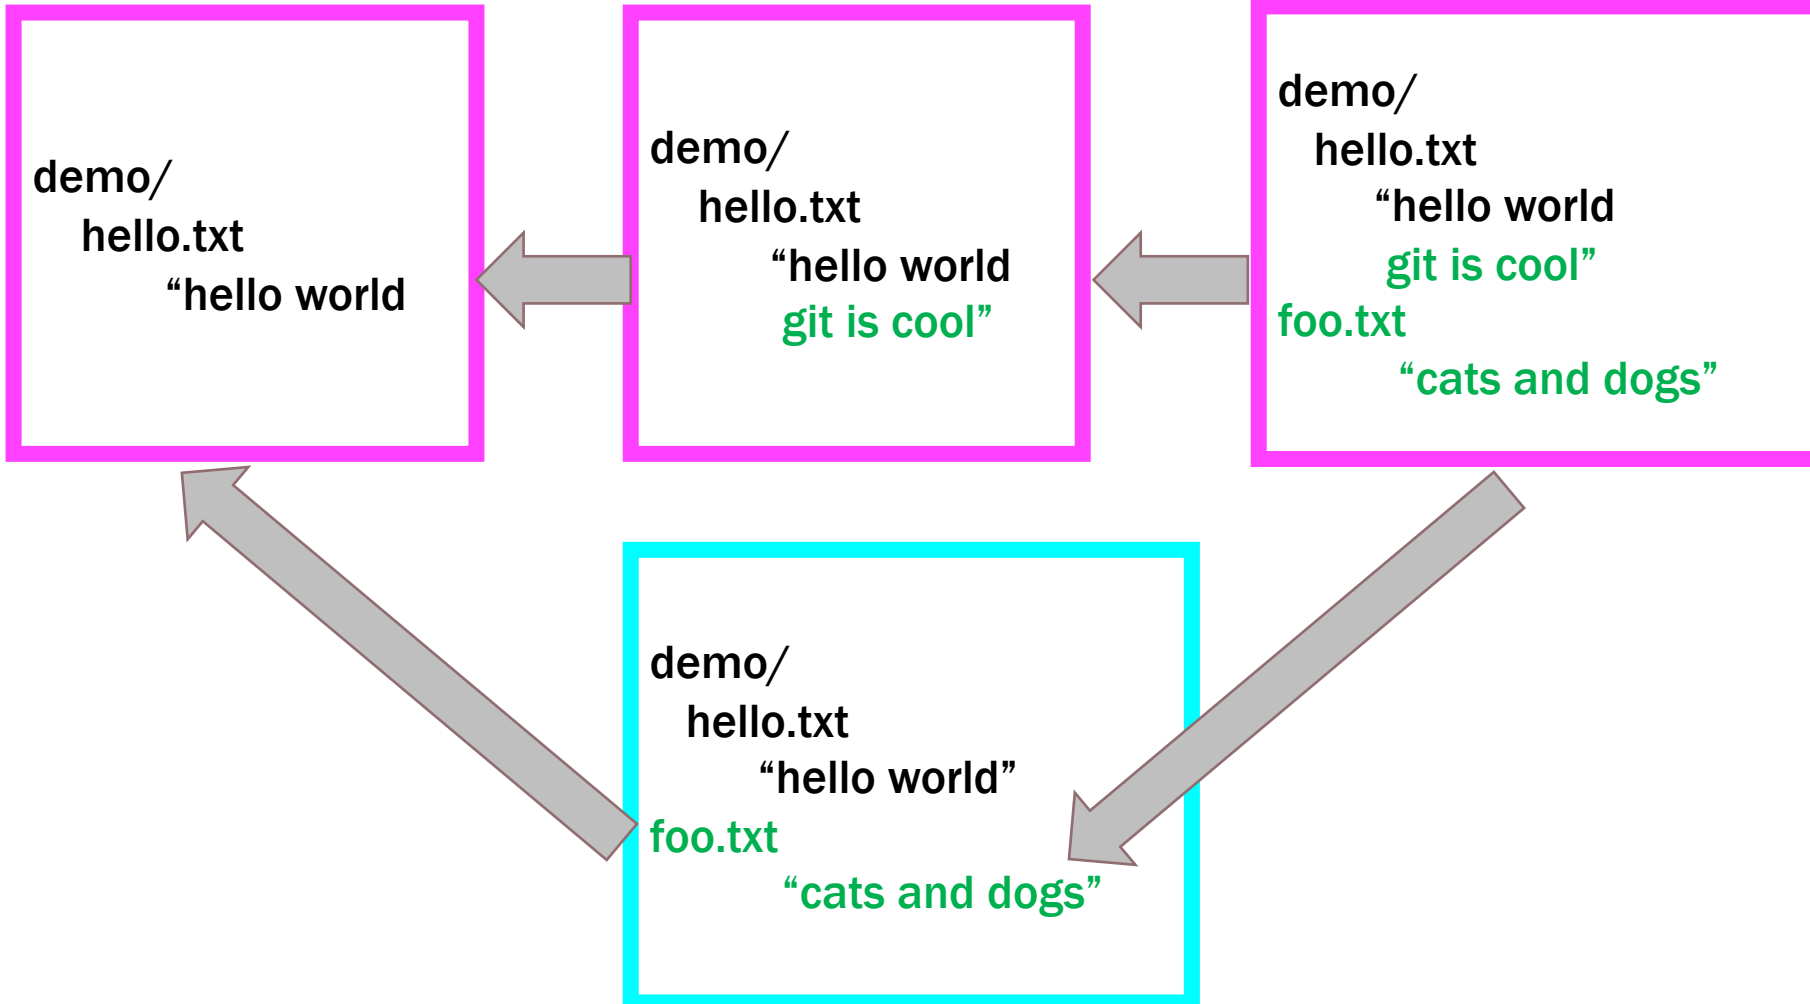 demo/
hello.txt
“hello world
demo/
hello.txt
“hello world
git is cool”
demo/
hello.txt
“hello world
git is cool”
foo.txt
“cats and dogs”
demo/
hello.txt
“hello world”
foo.txt
“cats and dogs”